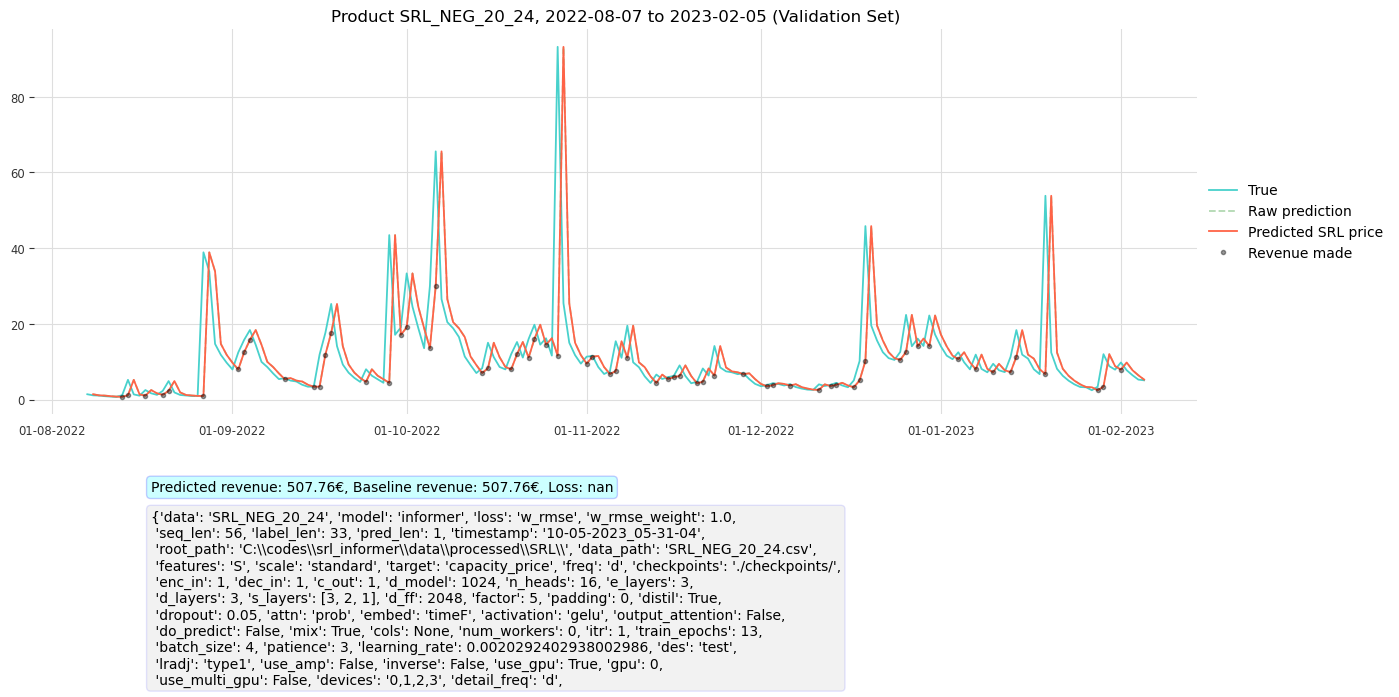 Product SRL_NEG_20_24, 2022-08-07 to 2023-02-05 (Validation Set)
80
60
40
20
0
01-08-2022 01-09-2022 01-10-2022 01-11-2022 01-12-2022 01-01-2023 01-02-2023
True
Raw prediction
Predicted SRL price
Revenue made
Predicted revenue: 507.76€, Baseline revenue: 507.76€, Loss: nan
{'data': 'SRL_NEG_20_24', 'model': 'informer', 'loss': 'w_rmse', 'w_rmse_weight': 1.0,
'seq_len': 56, 'label_len': 33, 'pred_len': 1, 'timestamp': '10-05-2023_05-31-04',
'root_path': 'C:\\codes\\srl_informer\\data\\processed\\SRL\\', 'data_path': 'SRL_NEG_20_24.csv',
'features': 'S', 'scale': 'standard', 'target': 'capacity_price', 'freq': 'd', 'checkpoints': './checkpoints/',
'enc_in': 1, 'dec_in': 1, 'c_out': 1, 'd_model': 1024, 'n_heads': 16, 'e_layers': 3,
'd_layers': 3, 's_layers': [3, 2, 1], 'd_ff': 2048, 'factor': 5, 'padding': 0, 'distil': True,
'dropout': 0.05, 'attn': 'prob', 'embed': 'timeF', 'activation': 'gelu', 'output_attention': False,
'do_predict': False, 'mix': True, 'cols': None, 'num_workers': 0, 'itr': 1, 'train_epochs': 13,
'batch_size': 4, 'patience': 3, 'learning_rate': 0.0020292402938002986, 'des': 'test',
'lradj': 'type1', 'use_amp': False, 'inverse': False, 'use_gpu': True, 'gpu': 0,
'use_multi_gpu': False, 'devices': '0,1,2,3', 'detail_freq': 'd',